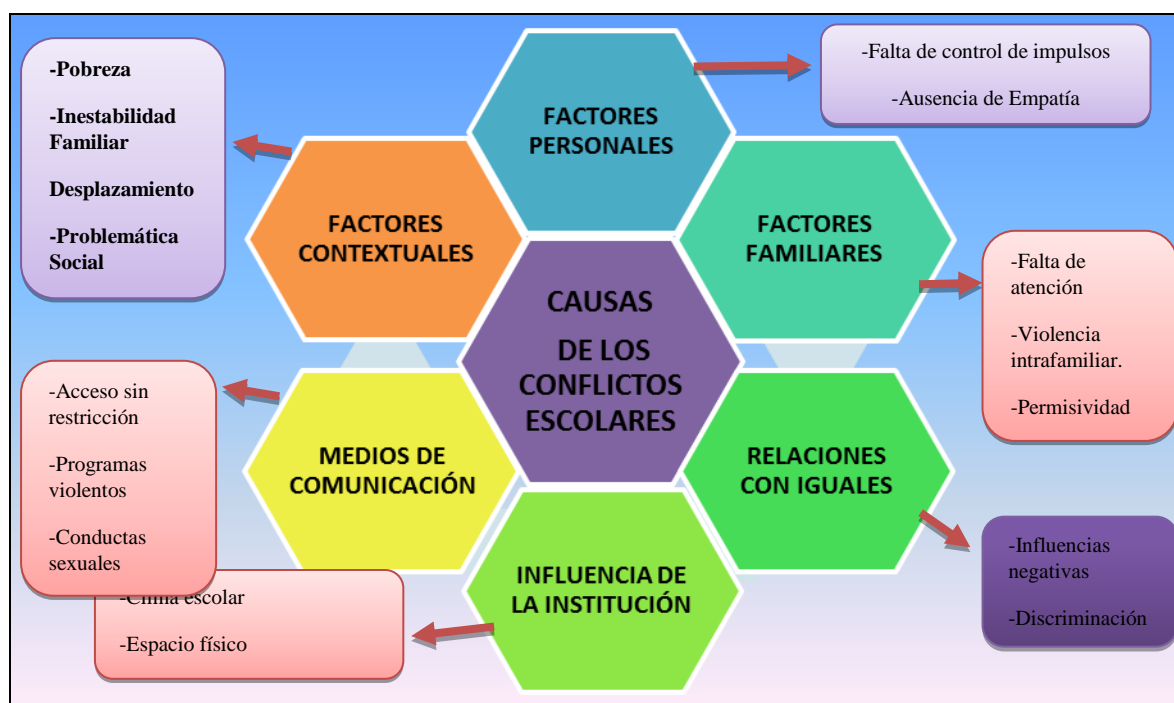 -Pobreza
-Inestabilidad
Familiar
Desplazamiento
-Problemática
Social
FACTORES
PERSONALES
-Falta de control de impulsos
-Ausencia de Empatía
FACTORES
CONTEXTUALES
FACTORES
FAMILIARES
-Falta de
atención
-Violencia
intrafamiliar.
-Permisividad
CAUSAS
DE LOS
CONFLICTOS
ESCOLARES
-Acceso sin
restricción
-Programas
violentos
-Conductas
sexuales
MEDIOS DE
COMUNICACIÓN
RELACIONES
CON IGUALES
-Influencias
negativas
-Discriminación
INFLUENCIA DE
LA INSTITUCIÓN
-Clima escolar
-Espacio físico